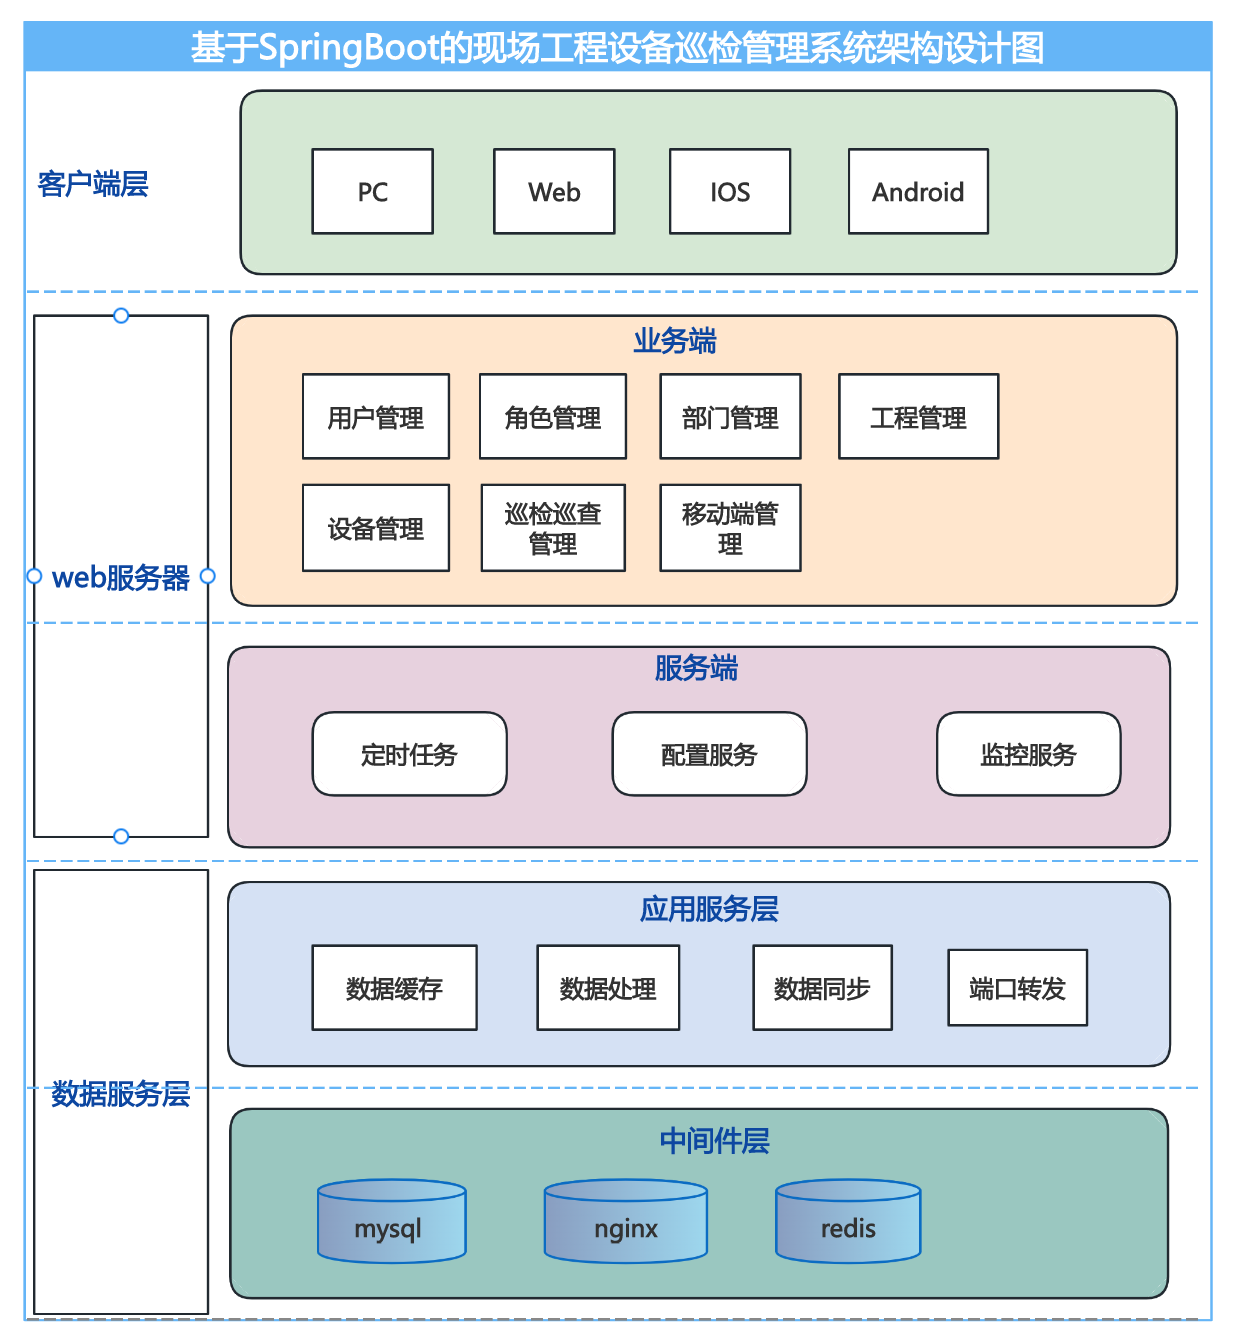 基于SpringBoot的现场工程设备巡检管理系统架构设计图
客户端层
PC
Web
IOS
Android
web服务器
业务端
用户管理
角色管理
部门管理
工程管理
设备管理
巡检巡查
管理
移动端管
理
服务端
定时任务
配置服务
监控服务
数据服务层
应用服务层
数据缓存
数据处理
数据同步
端口转发
中间件层
mysql
nginx
redis